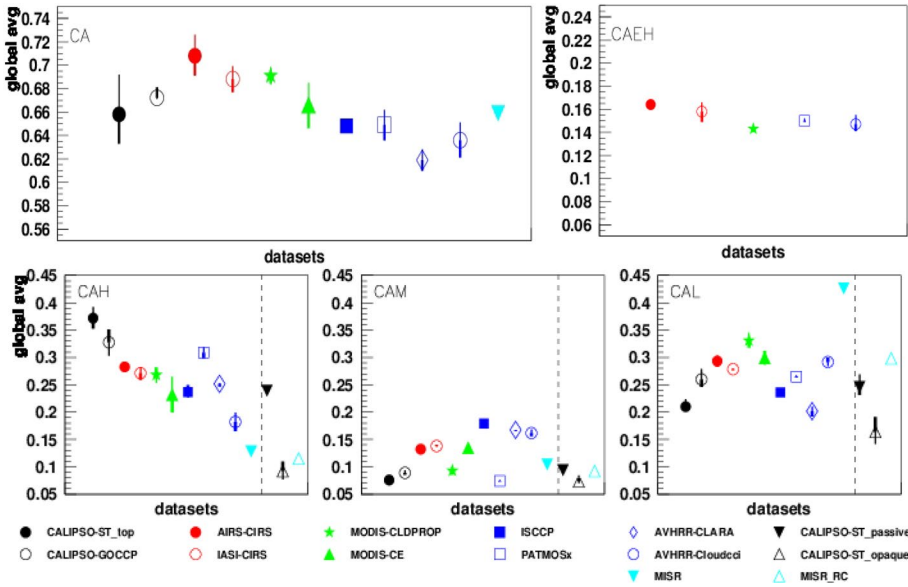 global avg
CA
0.74
0.72
0.7
0.68
0.66
0.64
0.62
0.6
0.58
0.56
datasets
global avg
CAEH
0.24
0.22
0.2
0.18
0.16
0.14
0.12
0.1
0.08
0.06
datasets
global avg
CAH
0.45
0.4
0.35
0.3
0.25
0.2
0.15
0.1
0.05
datasets
CAM
0.45
0.4
0.35
0.3
0.25
0.2
0.15
0.1
0.05
datasets
CAL
0.45
0.4
0.35
0.3
0.25
0.2
0.15
0.1
0.05
datasets
CALIPSO-ST_top AIRS-CIRS MODIS-CLDPROP ISCCP AVHRR-CLARA CALIPSO-ST_passive
CALIPSO-GOCCP IASI-CIRS MODIS-CE PATMOSx AVHRR-Cloudcci CALIPSO-ST_opaque
MISR MISR_RC